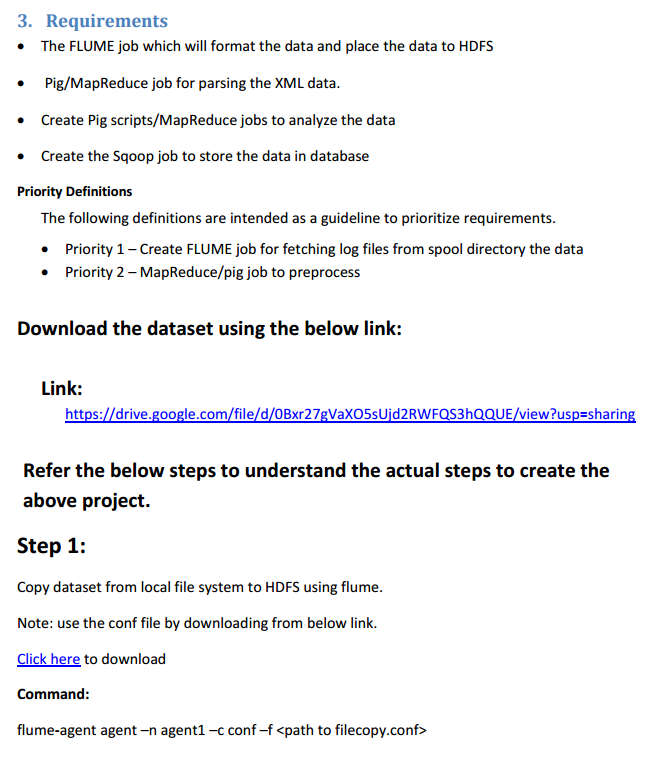 3. Requirements
• The FLUME job which will format the data and place the data to HDFS
• Pig/MapReduce job for parsing the XML data.
• Create Pig scripts/MapReduce jobs to analyze the data
• Create the Sqoop job to store the data in database
Priority Definitions
The following definitions are intended as a guideline to prioritize requirements.
• Priority 1 – Create FLUME job for fetching log files from spool directory the data
• Priority 2 – MapReduce/pig job to preprocess
Download the dataset using the below link:
Link:
https://drive.google.com/file/d/0Bxr27gVaXO5sUjd2RWFQS3hQQUE/view?usp=sharing
Refer the below steps to understand the actual steps to create the
above project.
Step 1:
Copy dataset from local file system to HDFS using flume.
Note: use the conf file by downloading from below link.
Click here to download
Command:
flume-agent agent –n agent1 –c conf –f <path to filecopy.conf>